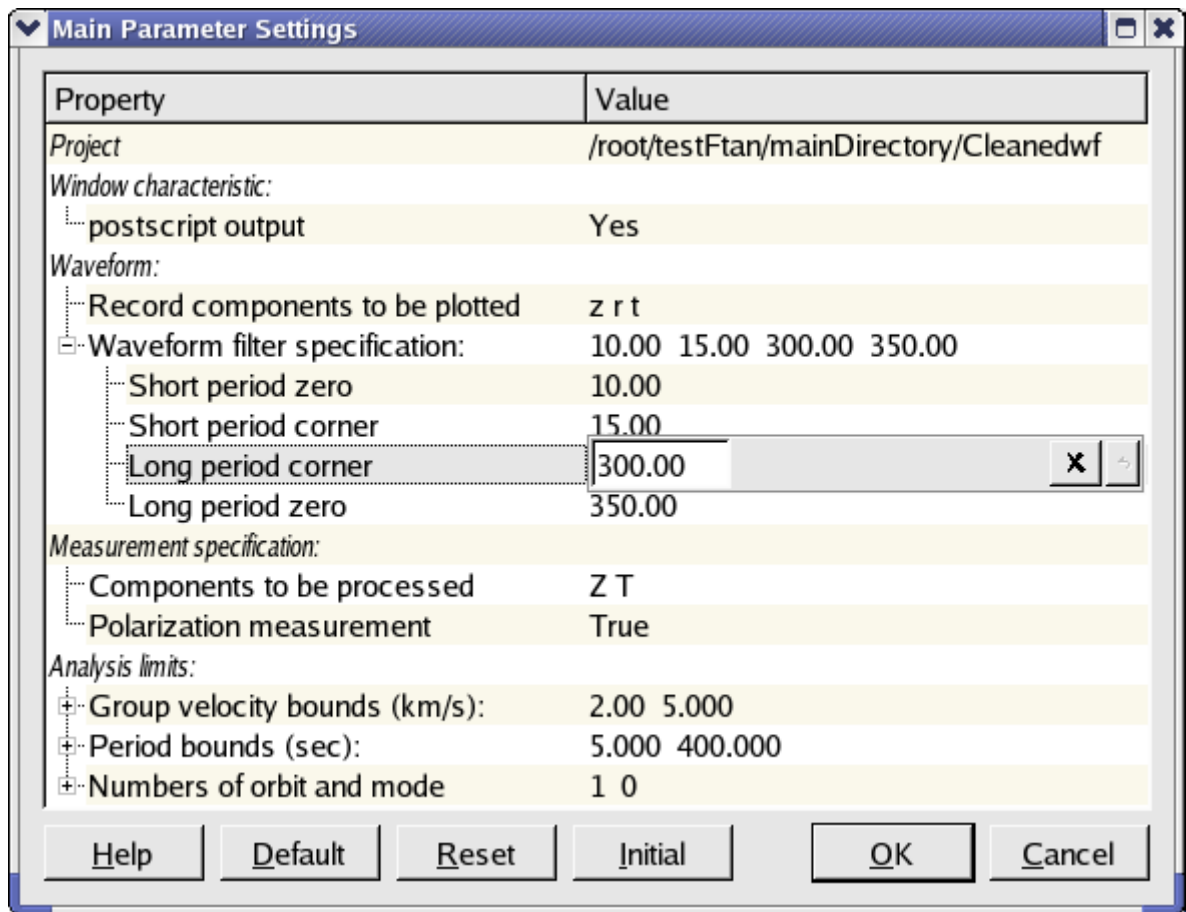 Main Parameter Settings
Property Value
Project /root/testFtan/mainDirectory/Cleanedwf
Window characteristic:
postscript output Yes
Waveform:
Record components to be plotted z r t
Waveform filter specification: 10.00 15.00 300.00 350.00
Short period zero 10.00
Short period corner 15.00
Long period corner 300.00
Long period zero 350.00
Measurement specification:
Components to be processed Z T
Polarization measurement True
Analysis limits:
Group velocity bounds (km/s): 2.00 5.000
Period bounds (sec): 5.000 400.000
Numbers of orbit and mode 1 0
Help Default Reset Initial OK Cancel